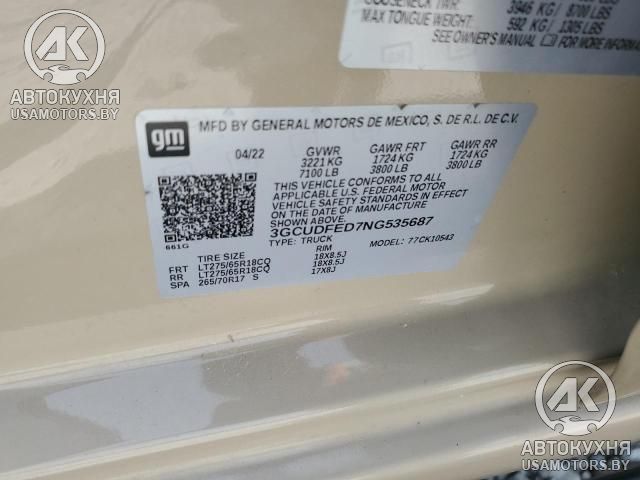 GOOSENECK TWR: 3946 KG / 8700 LBS
MAX TONGUE WEIGHT: 592 KG / 1305 LBS
SEE OWNER'S MANUAL FOR MORE INFORMATION
AK
АВТОКУХНЯ
USAMOTORS.BY
gm
MFD BY GENERAL MOTORS DE MEXICO, S. DE R.L. DE C.V.
04/22 GVWR GAWR FRT GAWR RR
3221 KG 1724 KG 1724 KG
7100 LB 3800 LB 3800 LB
THIS VEHICLE CONFORMS TO ALL
APPLICABLE U.S. FEDERAL MOTOR
VEHICLE SAFETY STANDARDS IN EFFECT
ON THE DATE OF MANUFACTURE SHOWN ABOVE.
3GCUDFED7NG535687
661G TYPE: TRUCK MODEL: 77CK10543
TIRE SIZE RIM
FRT LT275/65R18CQ 18X8.5J
RR LT275/65R18CQ 18X8.5J
SPA 265/70R17 S 17X8J
AK
АВТОКУХНЯ
USAMOTORS.BY